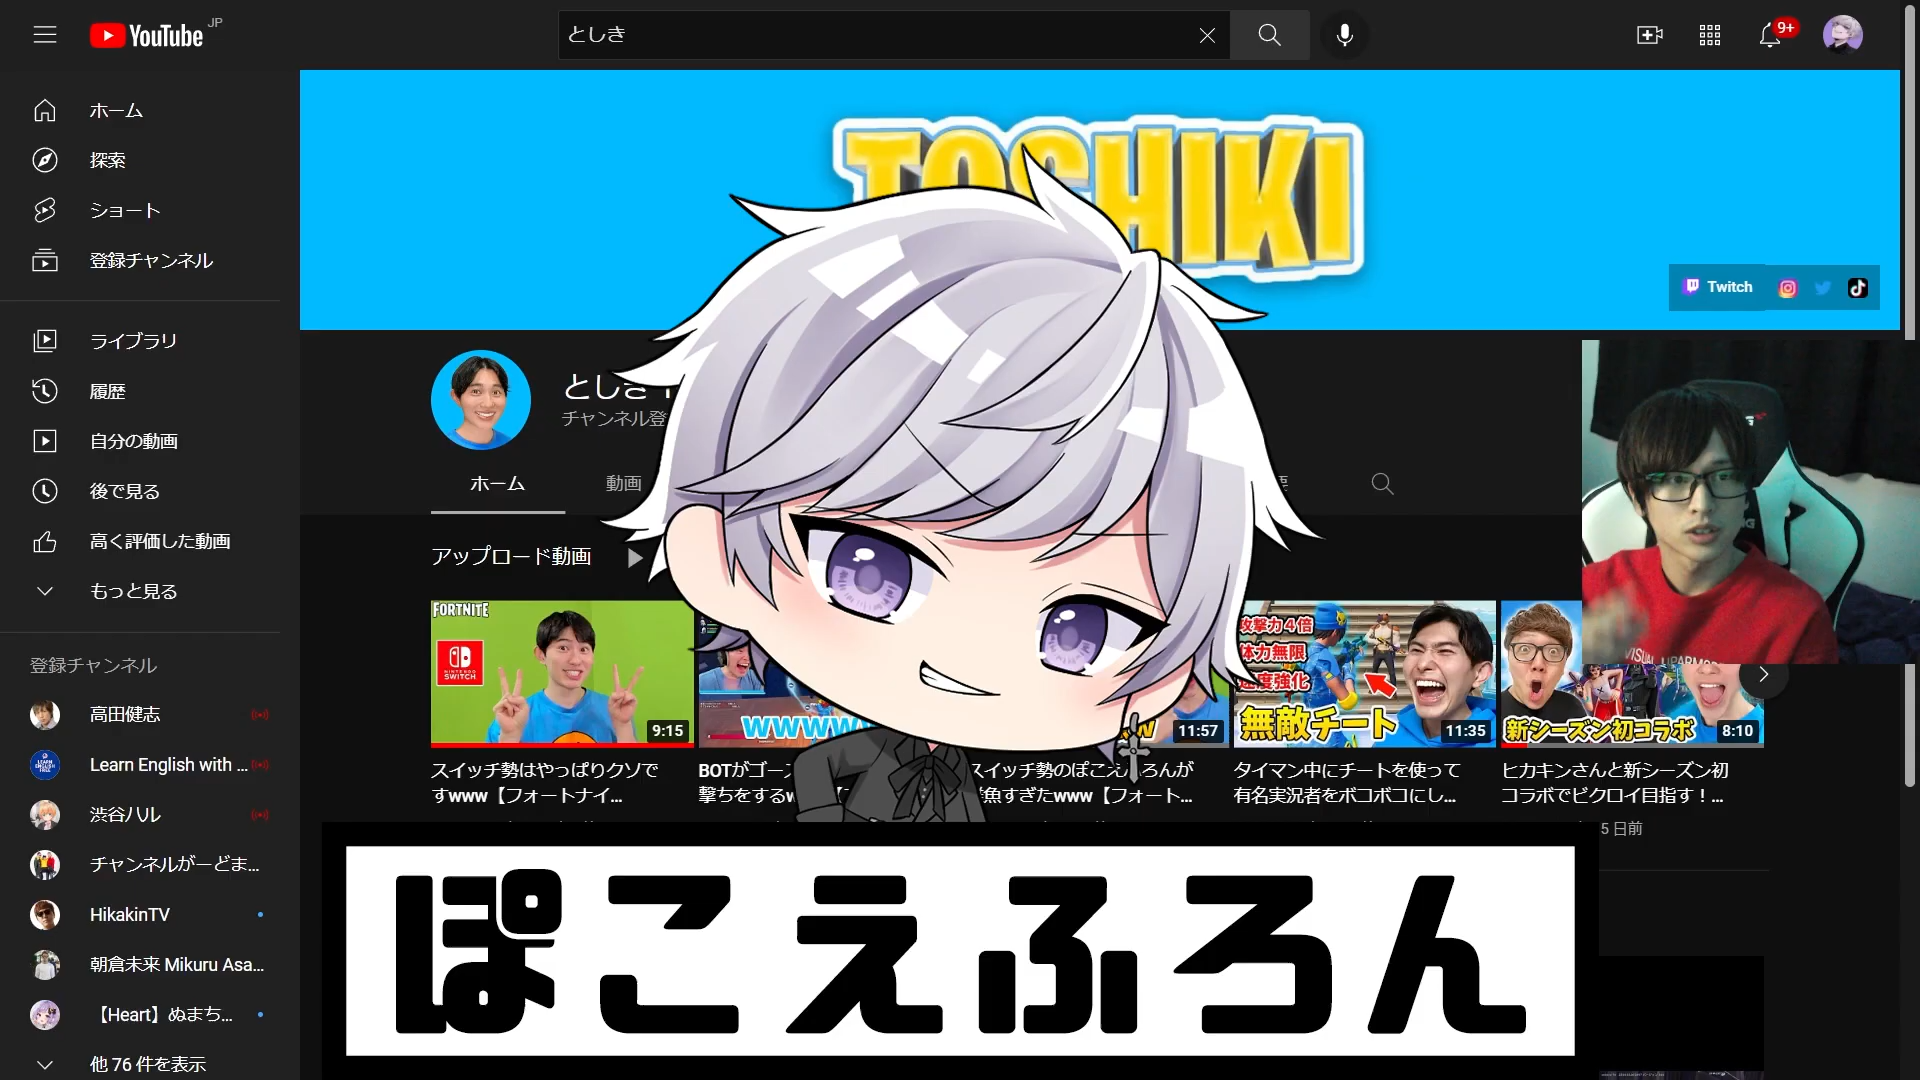 YouTube JP
としき
9+
ホーム
探索
ショート
登録チャンネル
ライブラリ
履歴
自分の動画
後で見る
高く評価した動画
もっと見る
登録チャンネル
高田健志
Learn English with ...
渋谷ハル
チャンネルがーどま...
HikakinTV
朝倉未来 Mikuru Asa...
【Heart】ぬまち...
他 76 件を表示
TOSHIKI
Twitch
としき
チャンネル登
ホーム
動画
アップロード動画
FORTNITE
NINTENDO
SWITCH
9:15
スイッチ勢はやっぱりクソで
すwww【フォートナイ...
wwww
BOTがゴー
撃ちをするw
11:57
スイッチ勢のぽこえふろんが
魚すぎたwww【フォート...
攻撃力4倍
体力無限
速度強化
無敵チート
11:35
タイマン中にチートを使って
有名実況者をボコボコにし...
新シーズン初コラボ
8:10
ヒカキンさんと新シーズン初
コラボでビクロイ目指す！...
5 日前
ぽこえふろん